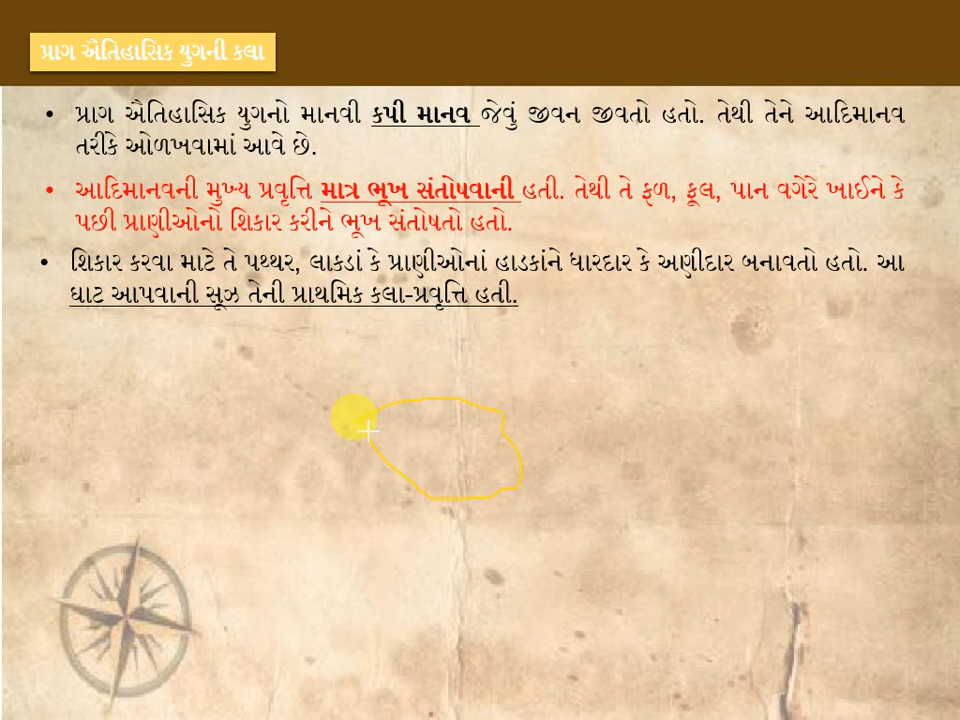 પ્રાગ ઐતિહાસિક યુગની કલા
• પ્રાગ ઐતિહાસિક યુગનો માનવી કપી માનવ જેવું જીવન જીવતો હતો. તેથી તેને આદિમાનવ
તરીકે ઓળખવામાં આવે છે.
• આદિમાનવની મુખ્ય પ્રવૃત્તિ માત્ર ભૂખ સંતોષવાની હતી. તેથી તે ફળ, ફૂલ, પાન વગેરે ખાઈને કે
પછી પ્રાણીઓનો શિકાર કરીને ભૂખ સંતોષતો હતો.
• શિકાર કરવા માટે તે પથ્થર, લાકડાં કે પ્રાણીઓનાં હાડકાંને ધારદાર કે અણીદાર બનાવતો હતો. આ
ઘાટ આપવાની સૂઝ તેની પ્રાથમિક કલા-પ્રવૃત્તિ હતી.